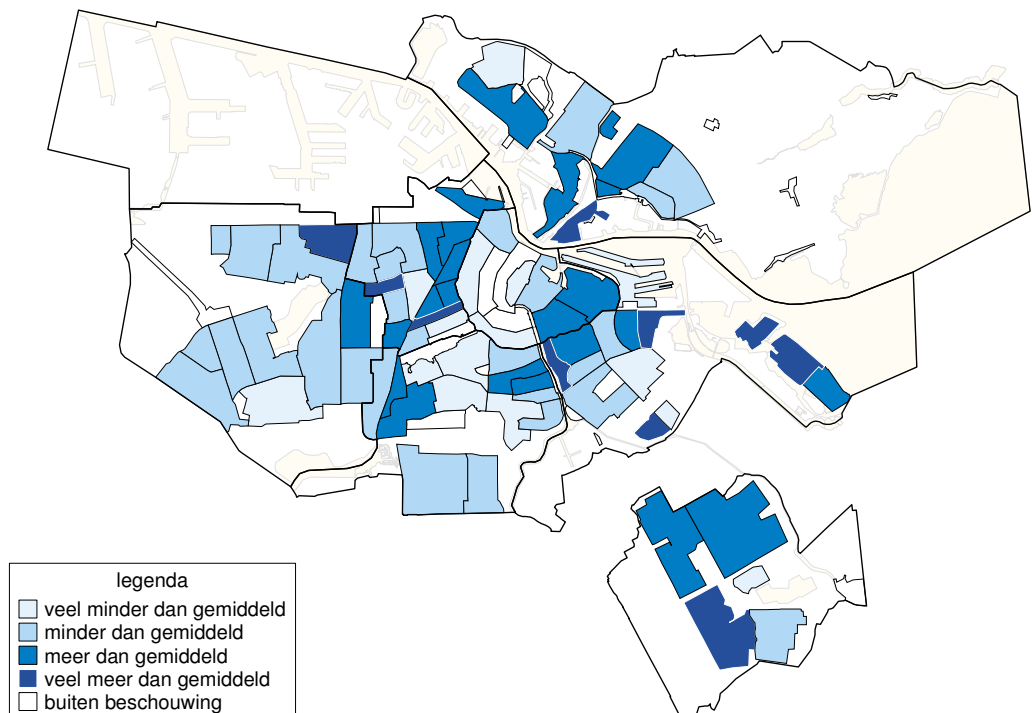 legenda
veel minder dan gemiddeld
minder dan gemiddeld
meer dan gemiddeld
veel meer dan gemiddeld
buiten beschouwing